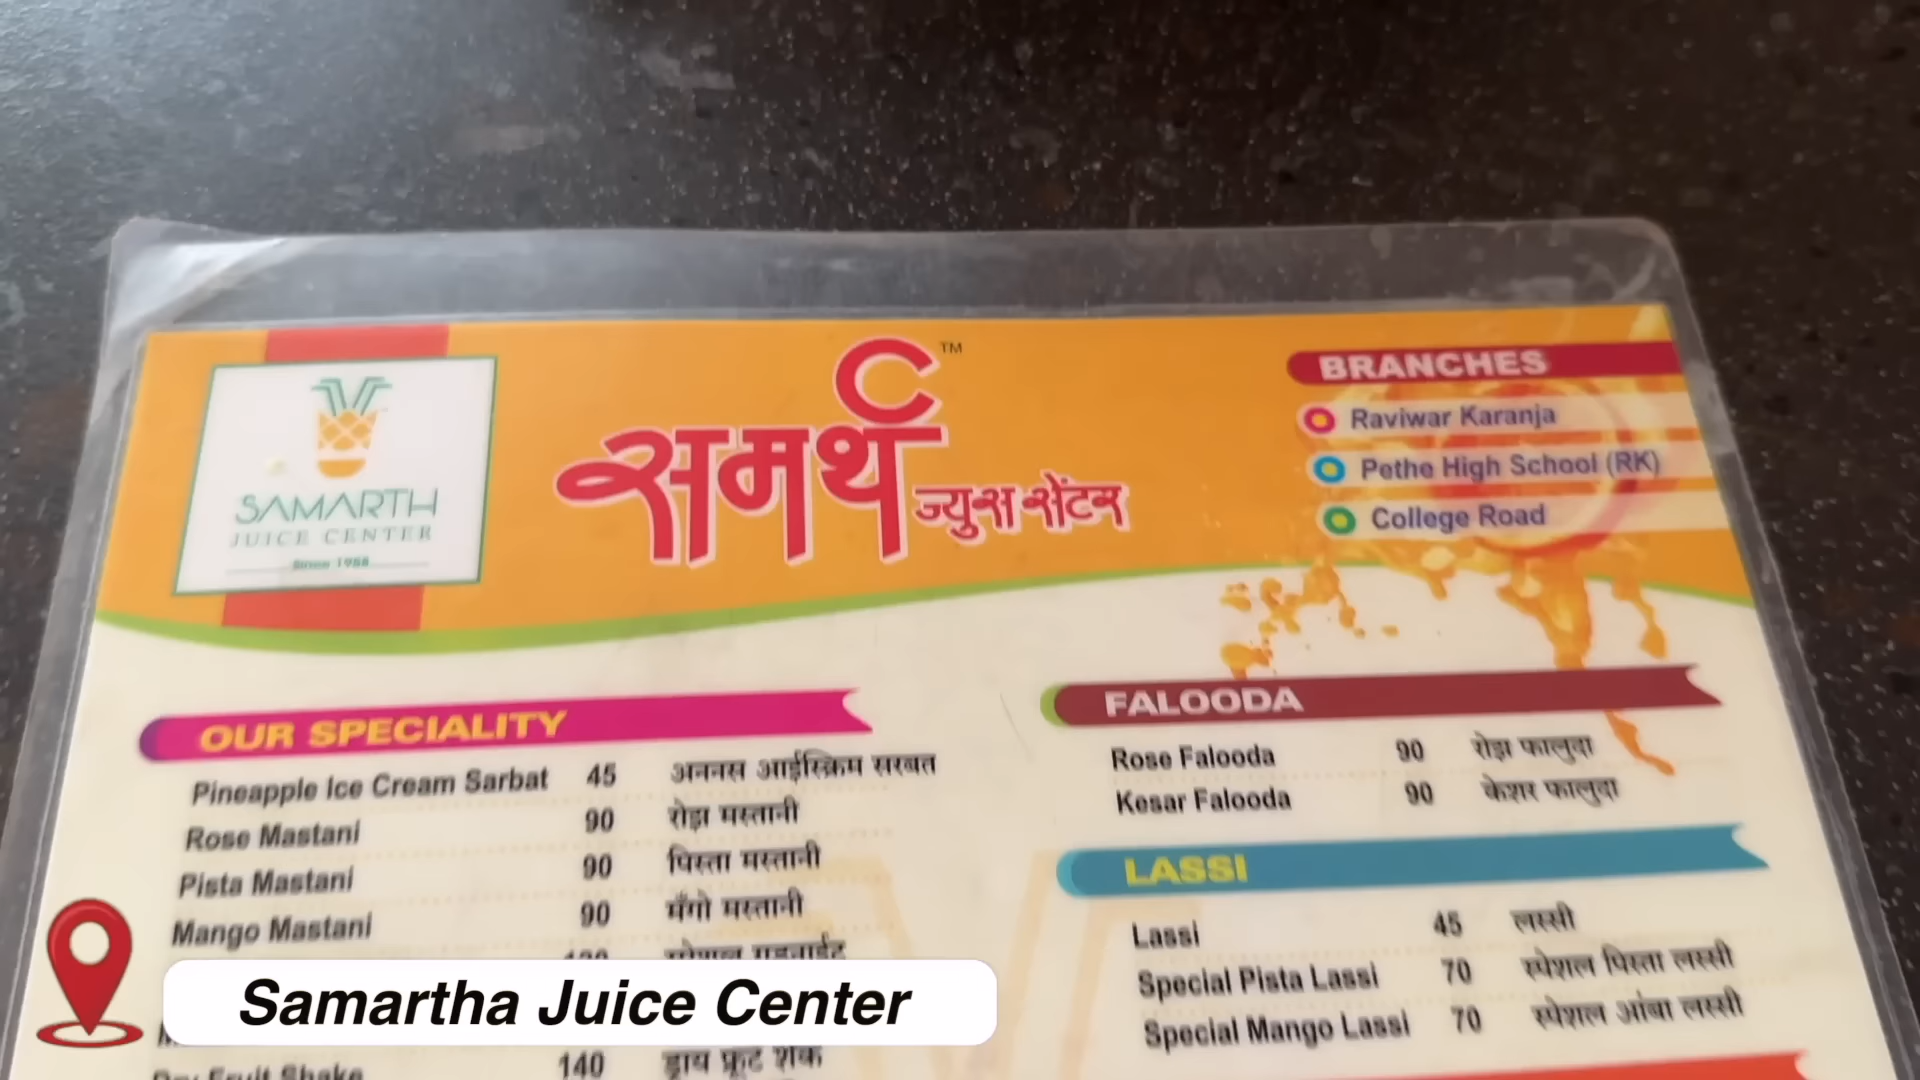 SAMARTH
JUICE CENTER
Since 1988
समर्थ TM
ज्युस सेंटर
BRANCHES
Raviwar Karanja
Pethe High School (RK)
College Road
OUR SPECIALITY
Pineapple Ice Cream Sarbat 45 अननस आईस्क्रिम सरबत
Rose Mastani 90 रोझ मस्तानी
Pista Mastani 90 पिस्ता मस्तानी
Mango Mastani 90 मँगो मस्तानी
Dry Fruit Shake 140 ड्राय फ्रूट शेक
FALOODA
Rose Falooda 90 रोझ फालुदा
Kesar Falooda 90 केशर फालुदा
LASSI
Lassi 45 लस्सी
Special Pista Lassi 70 स्पेशल पिस्ता लस्सी
Special Mango Lassi 70 स्पेशल आंबा लस्सी
Samartha Juice Center